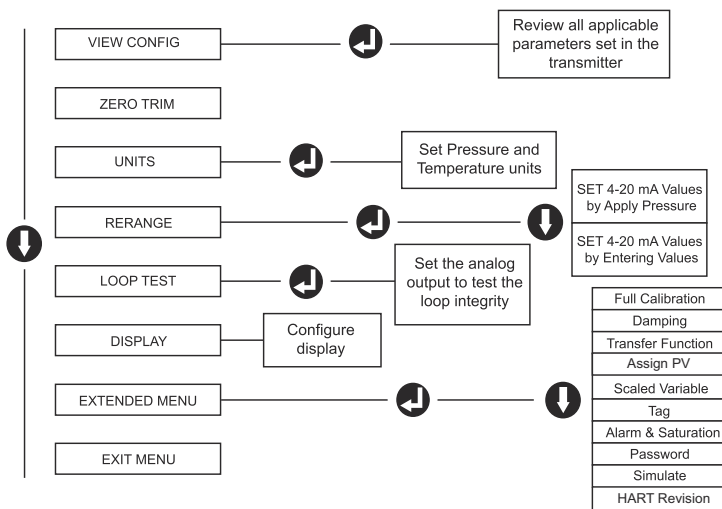 VIEW CONFIG
Review all applicable
parameters set in the
transmitter
ZERO TRIM
UNITS
Set Pressure and
Temperature units
RERANGE
SET 4-20 mA Values
by Apply Pressure
SET 4-20 mA Values
by Entering Values
LOOP TEST
Set the analog
output to test the
loop integrity
DISPLAY
Configure
display
EXTENDED MENU
Full Calibration
Damping
Transfer Function
Assign PV
Scaled Variable
Tag
Alarm & Saturation
Password
Simulate
HART Revision
EXIT MENU